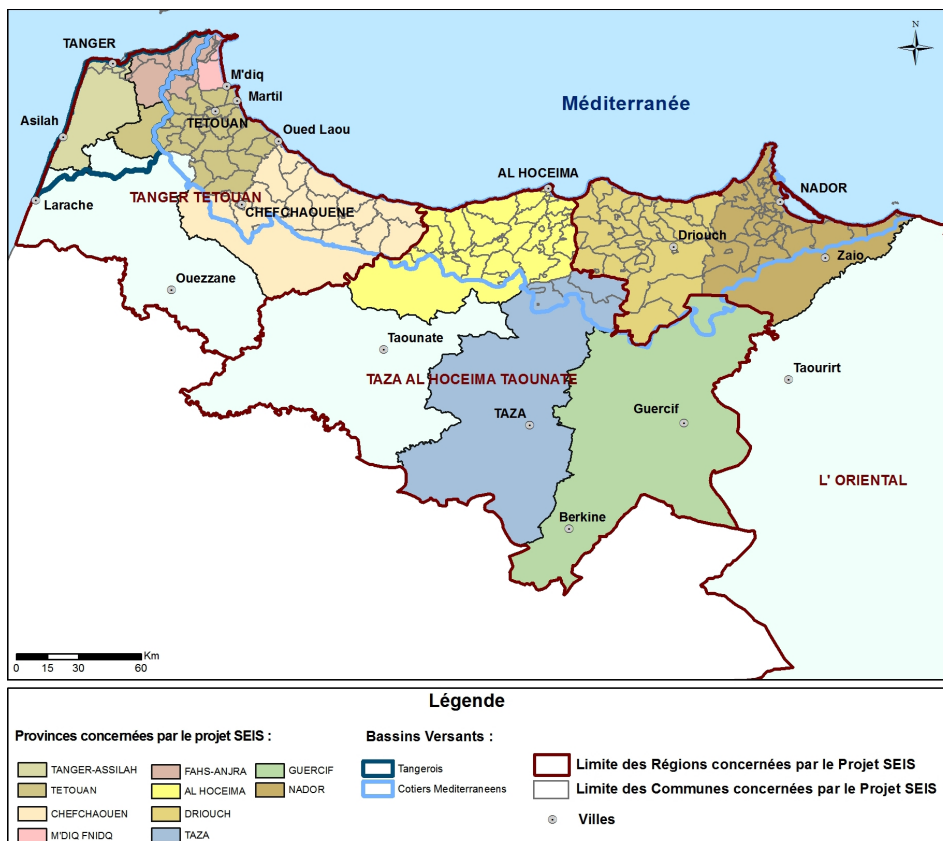 N
TANGER
M'diq
Martil
Méditerranée
Asilah
TETOUAN
Oued Laou
AL HOCEIMA
NADOR
Larache
TANGER TETOUAN
CHEFCHAOUENE
Driouch
Zaio
Ouezzane
Taounate
Taourirt
TAZA AL HOCEIMA TAOUNATE
TAZA
Guercif
L' ORIENTAL
Berkine
Km
0 15 30 60
Légende
Provinces concernées par le projet SEIS :
TANGER-ASSILAH
TETOUAN
CHEFCHAOUEN
M'DIQ FNIDQ
FAHS-ANJRA
AL HOCEIMA
DRIOUCH
TAZA
GUERCIF
NADOR
Bassins Versants :
Tangerois
Cotiers Mediterraneens
Limite des Régions concernées par le Projet SEIS
Limite des Communes concernées par le Projet SEIS
Villes